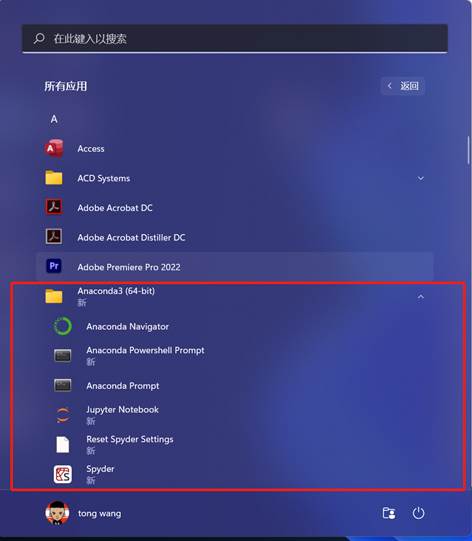 在此键入以搜索
所有应用
返回
A
Access
ACD Systems
Adobe Acrobat DC
Adobe Acrobat Distiller DC
Pr
Adobe Premiere Pro 2022
Anaconda3 (64-bit)
新
Anaconda Navigator
Anaconda Powershell Prompt
新
Anaconda Prompt
Jupyter Notebook
新
Reset Spyder Settings
新
Spyder
新
tong wang